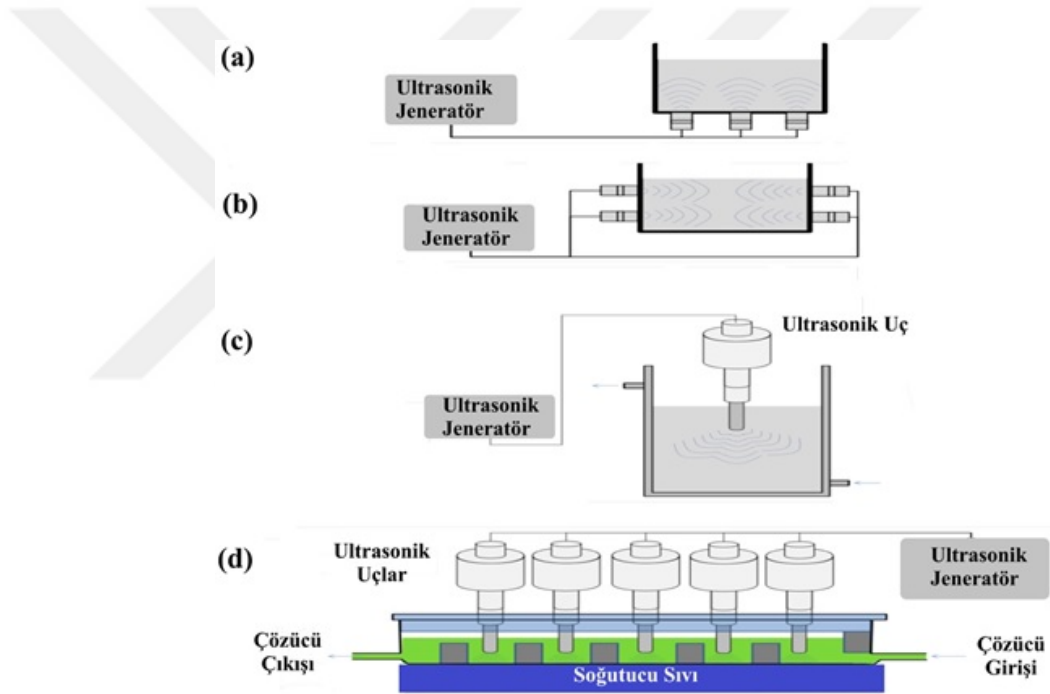 (a)
Ultrasonik
Jeneratör
(b)
Ultrasonik
Jeneratör
(c)
Ultrasonik Uç
Ultrasonik
Jeneratör
(d)
Ultrasonik
Uçlar
Ultrasonik
Jeneratör
Çözücü
Çıkışı
Çözücü
Girişi
Soğutucu Sıvı